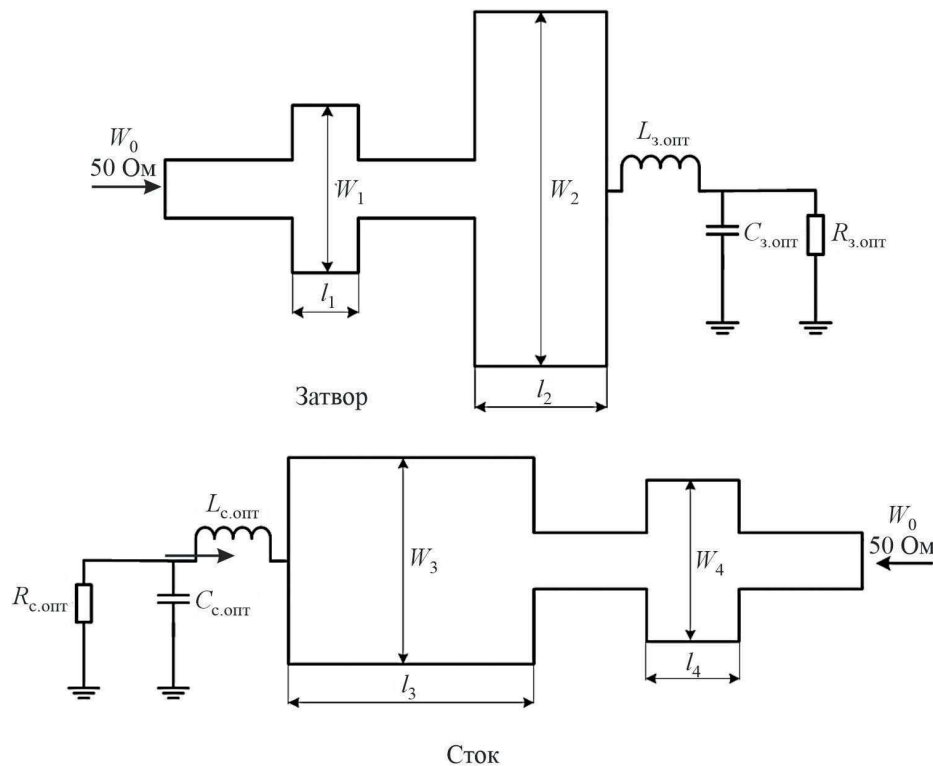 W₀
50 Ом
W₁
l₁
W₂
l₂
Lз.опт
Cз.опт
Rз.опт
Затвор
Lс.опт
Rс.опт
Cс.опт
W₃
l₃
W₄
l₄
W₀
50 Ом
Сток